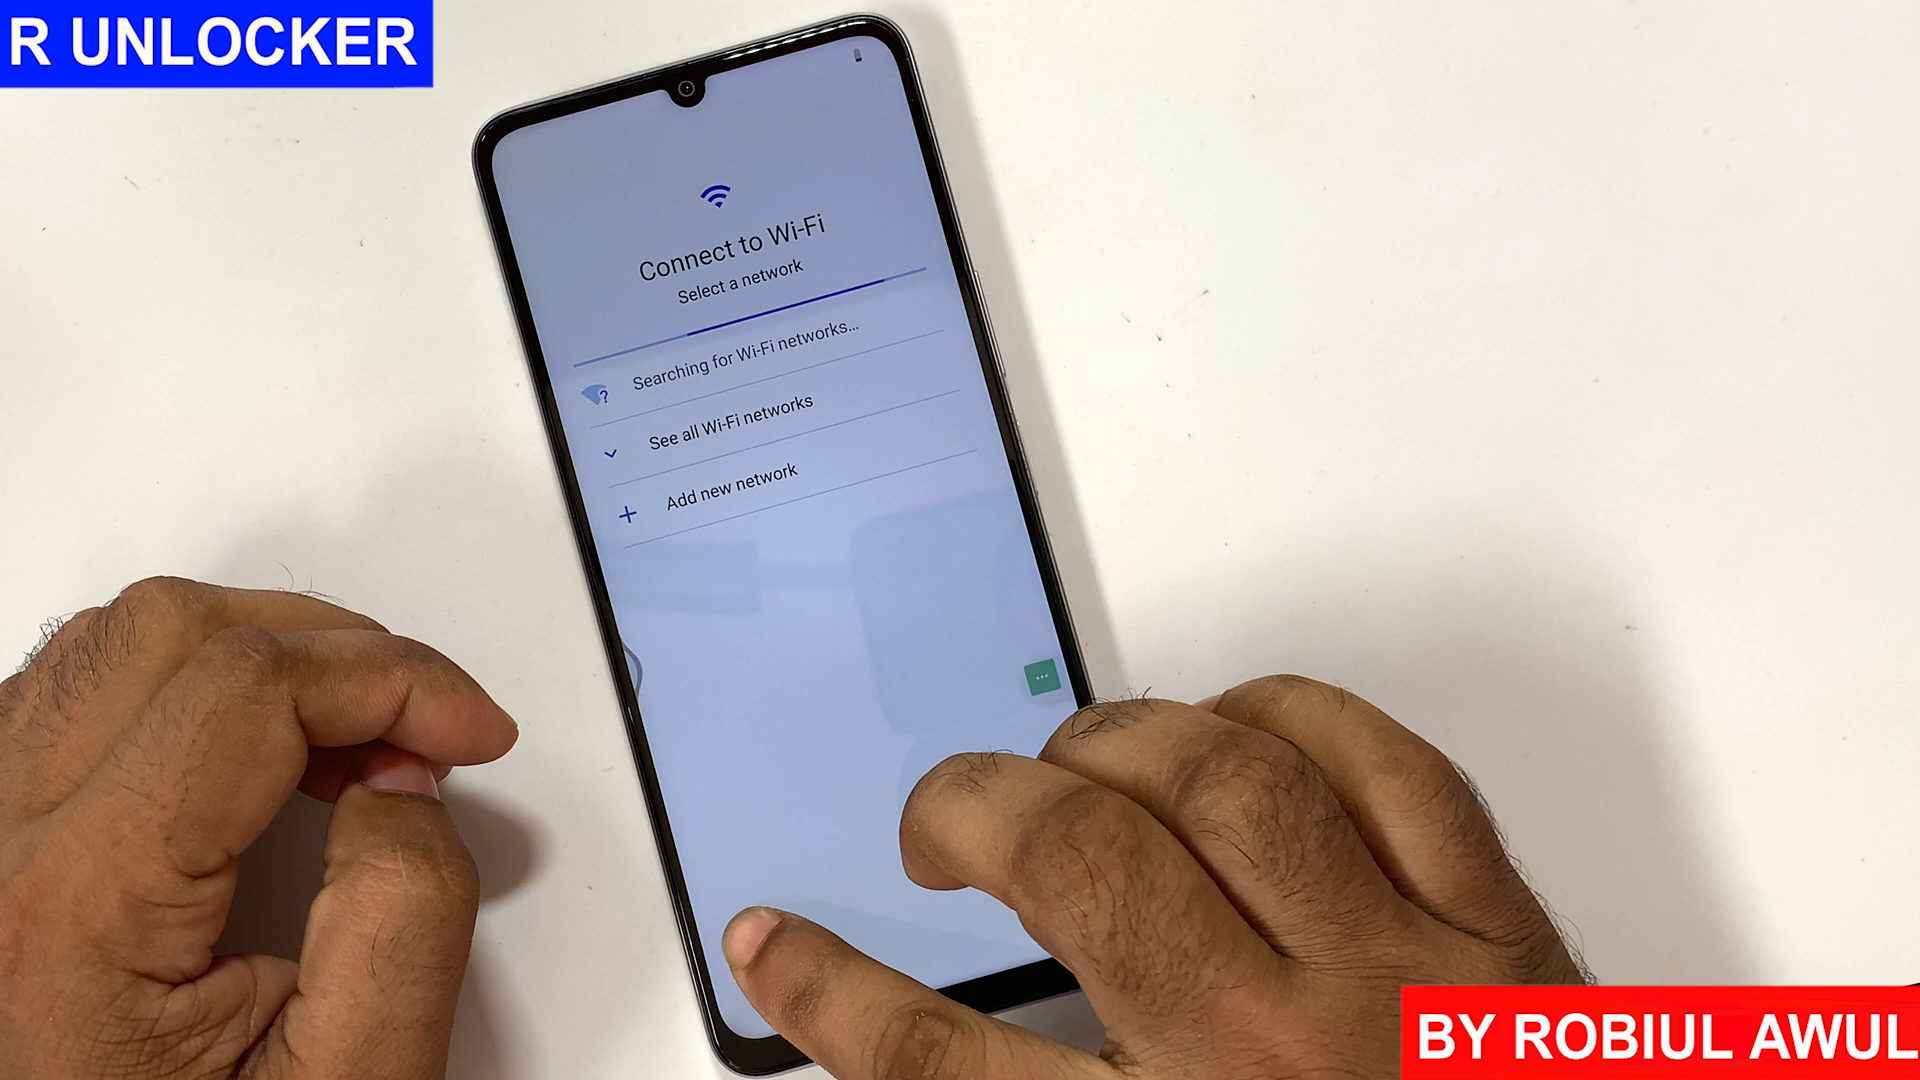 R UNLOCKER
Connect to Wi-Fi
Select a network
Searching for Wi-Fi networks...
?
See all Wi-Fi networks
Add new network
BY ROBIUL AWUL